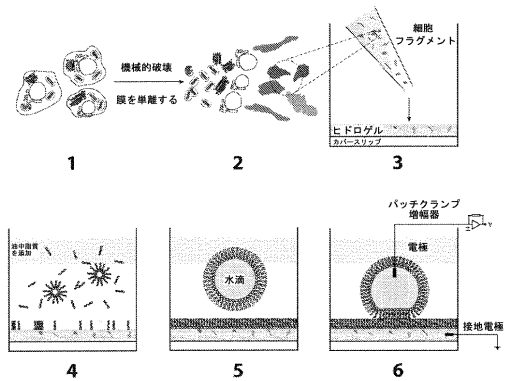 機械的破壊
膜を単離する
細胞
フラグメント
ヒドロゲル
カバースリップ
1
2
3
油中脂質
を添加
水滴
パッチクランプ
増幅器
電極
接地電極
V
4
5
6